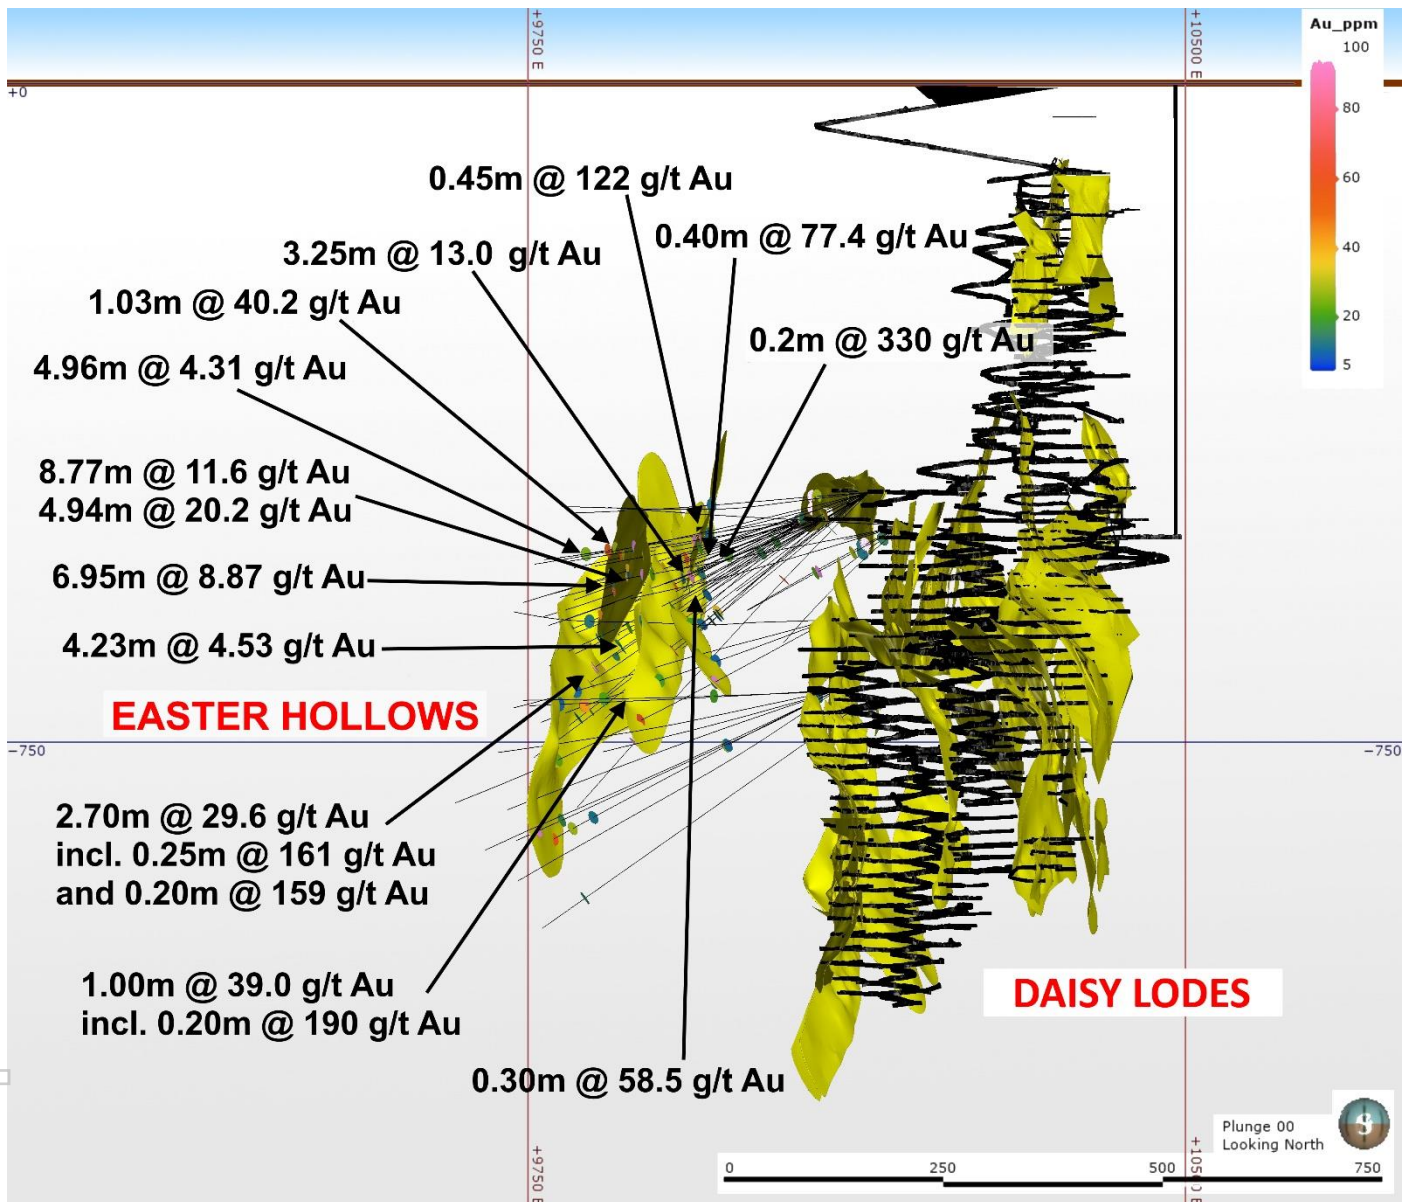 +9750 E
+10500 E
Au_ppm
100
80
60
40
20
5
+0
0.45m @ 122 g/t Au
0.40m @ 77.4 g/t Au
3.25m @ 13.0 g/t Au
1.03m @ 40.2 g/t Au
0.2m @ 330 g/t Au
4.96m @ 4.31 g/t Au
8.77m @ 11.6 g/t Au
4.94m @ 20.2 g/t Au
6.95m @ 8.87 g/t Au
4.23m @ 4.53 g/t Au
EASTER HOLLOWS
-750
-750
2.70m @ 29.6 g/t Au
incl. 0.25m @ 161 g/t Au
and 0.20m @ 159 g/t Au
1.00m @ 39.0 g/t Au
incl. 0.20m @ 190 g/t Au
DAISY LODES
0.30m @ 58.5 g/t Au
Plunge 00
Looking North
S
+9750 E
+10500 E
0 250 500 750